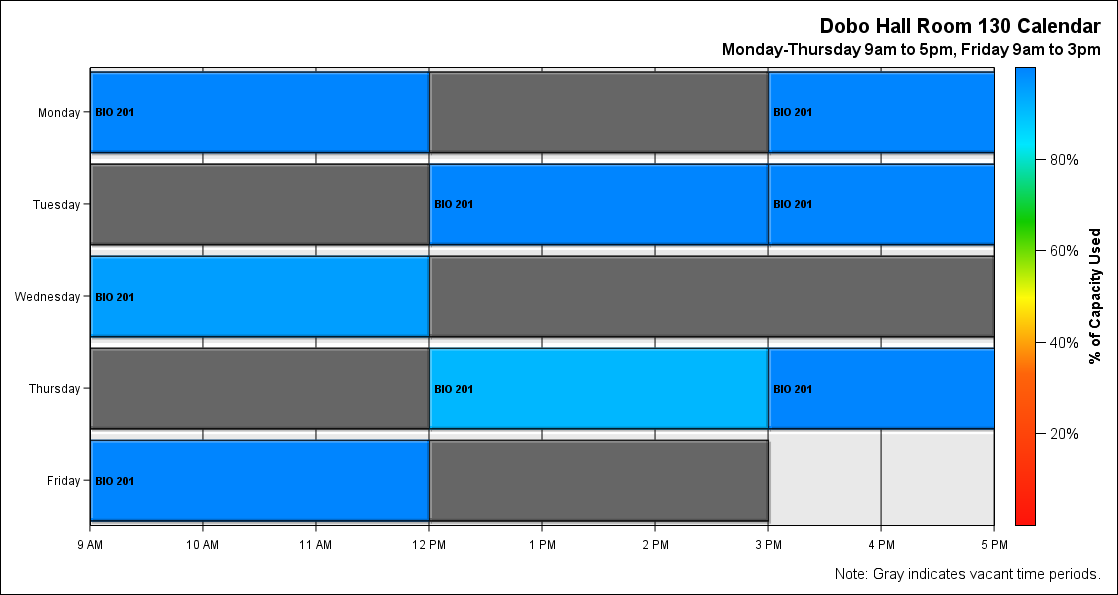 Dobo Hall Room 130 Calendar
Monday-Thursday 9am to 5pm, Friday 9am to 3pm
Monday
BIO 201
BIO 201
Tuesday
BIO 201
BIO 201
Wednesday
BIO 201
Thursday
BIO 201
BIO 201
Friday
BIO 201
9 AM
10 AM
11 AM
12 PM
1 PM
2 PM
3 PM
4 PM
5 PM
80%
60%
40%
20%
% of Capacity Used
Note: Gray indicates vacant time periods.